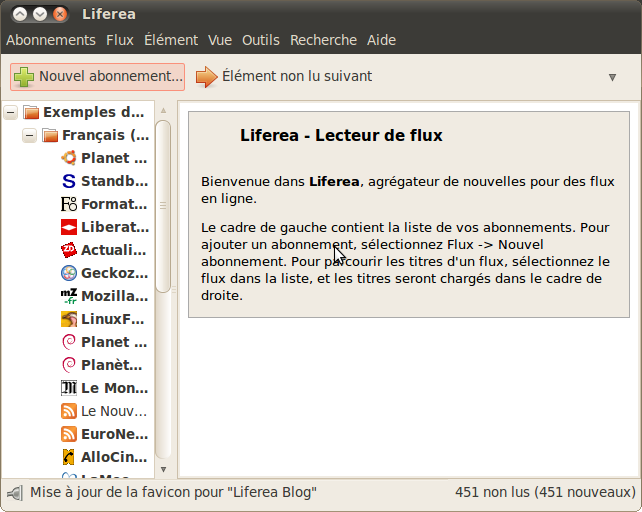 Liferea
Abonnements Flux Élément Vue Outils Recherche Aide
Nouvel abonnement... Élément non lu suivant
Exemples d...
Français (...
Planet ...
Standb...
Format...
Liberat...
Actuali...
Geckoz...
Mozilla...
LinuxF...
Planet ...
Planèt...
Le Mon...
Le Nouv...
EuroNe...
AlloCin...
Liferea - Lecteur de flux
Bienvenue dans Liferea, agrégateur de nouvelles pour des flux
en ligne.
Le cadre de gauche contient la liste de vos abonnements. Pour
ajouter un abonnement, sélectionnez Flux -> Nouvel
abonnement. Pour parcourir les titres d'un flux, sélectionnez le
flux dans la liste, et les titres seront chargés dans le cadre de
droite.
Mise à jour de la favicon pour "Liferea Blog" 451 non lus (451 nouveaux)